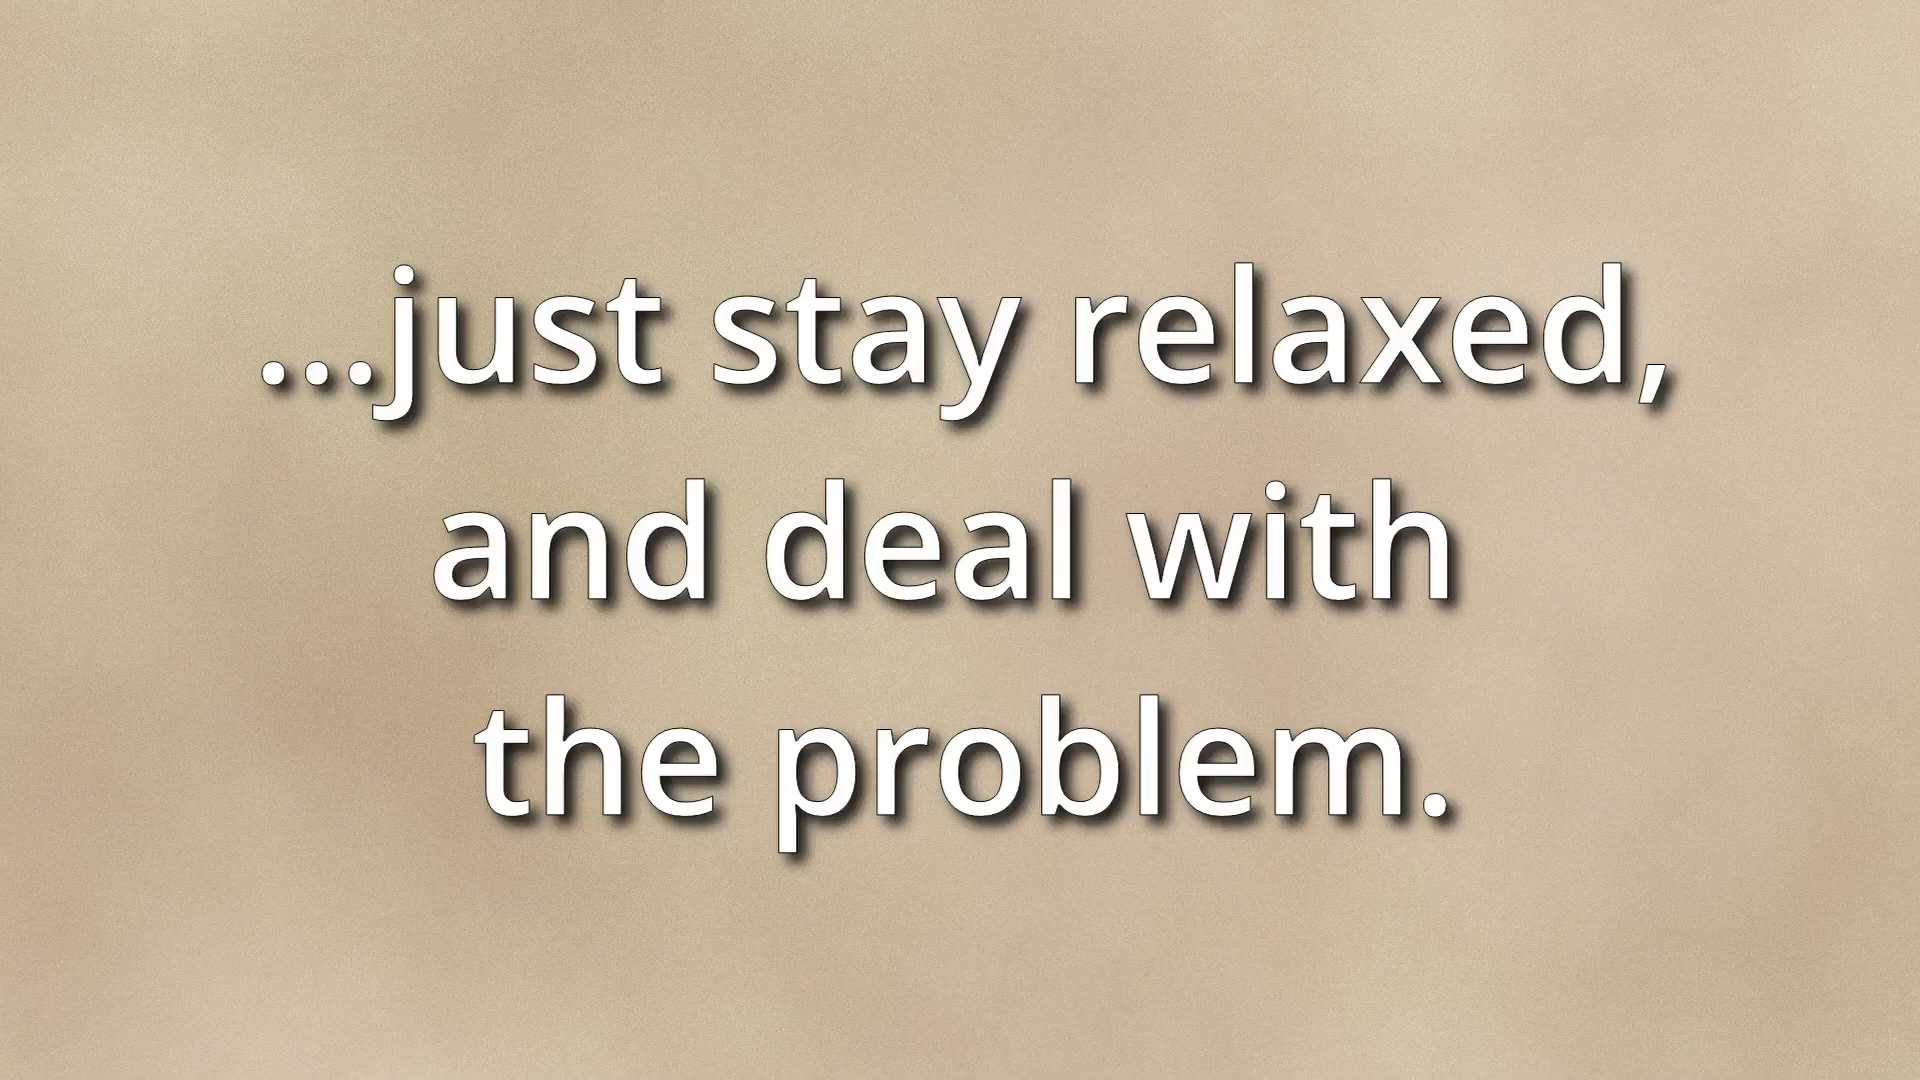 ...just stay relaxed,
and deal with
the problem.